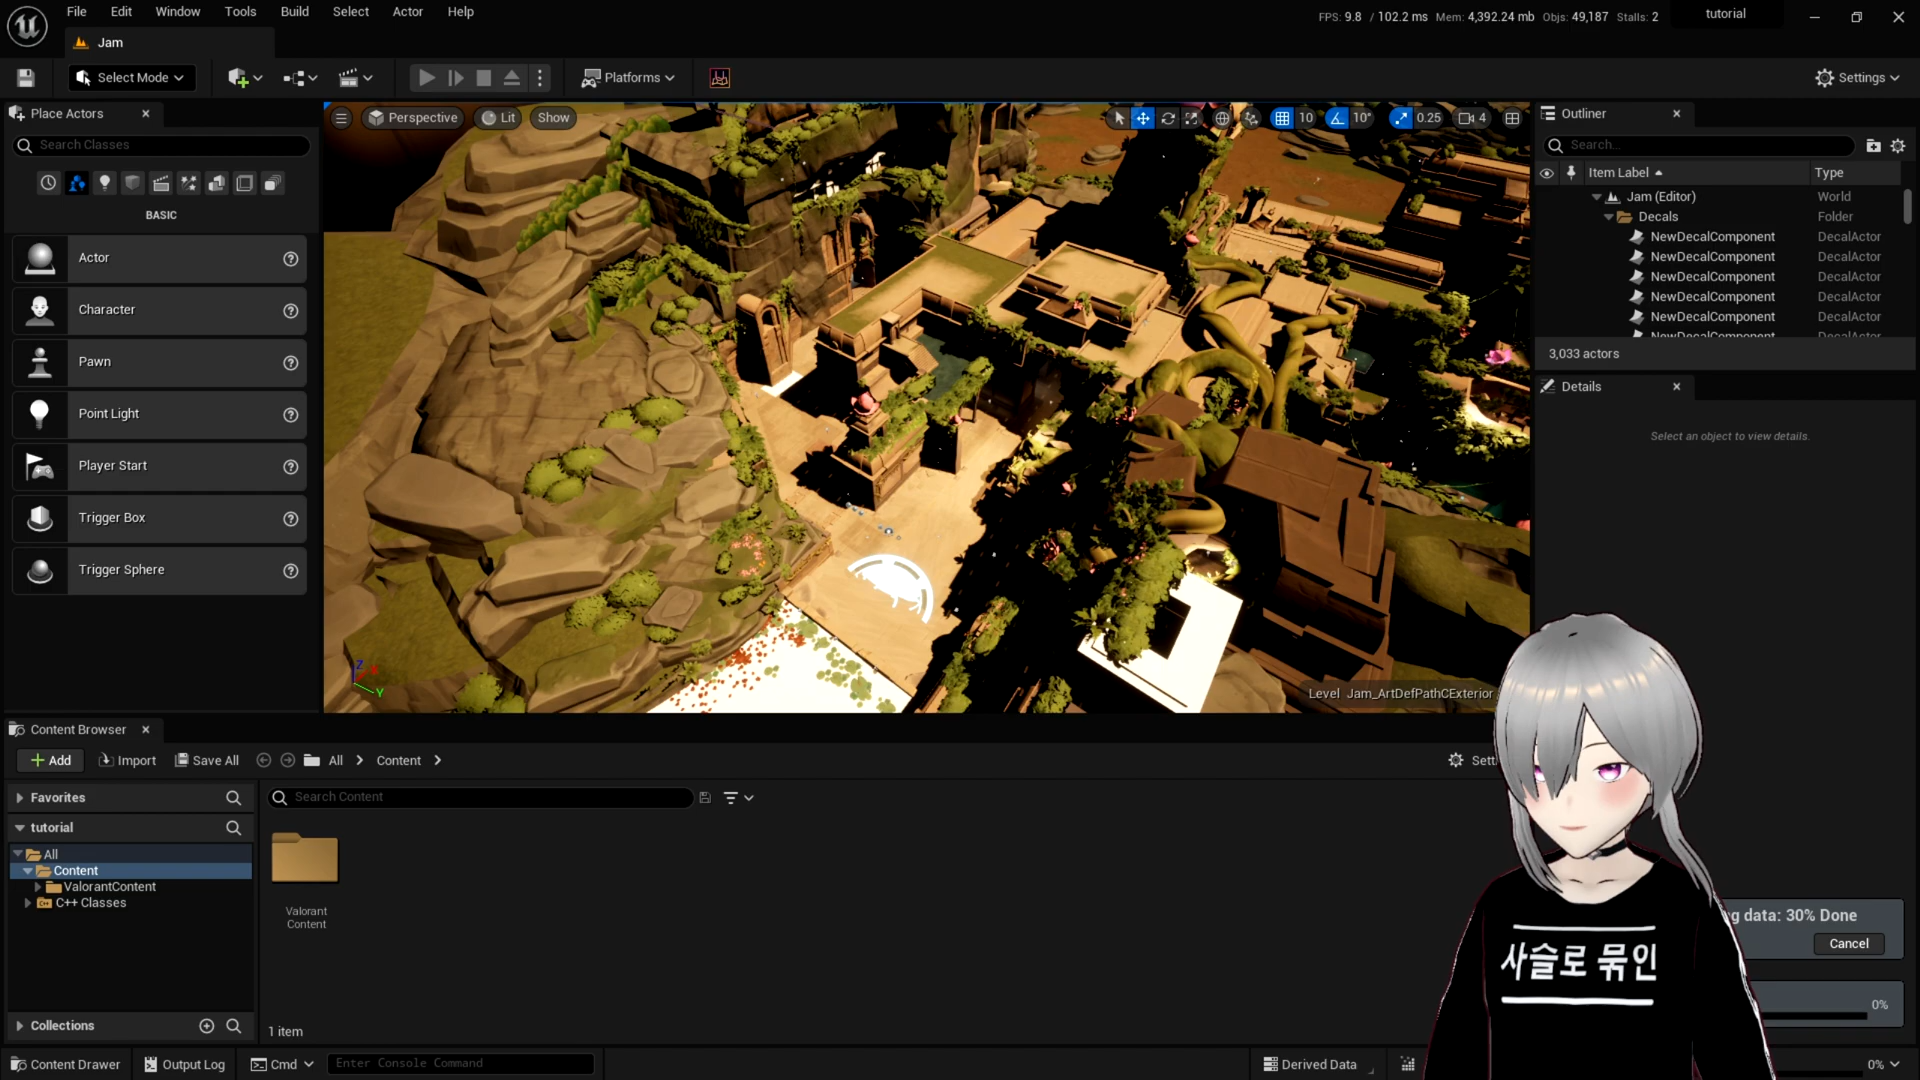 File Edit Window Tools Build Select Actor Help
FPS: 9.8 / 102.2 ms Mem: 4,392.24 mb Objs: 49,187 Stalls: 2
tutorial
Jam
Select Mode
Platforms
Settings
Place Actors
Search Classes
BASIC
Actor
Character
Pawn
Point Light
Player Start
Trigger Box
Trigger Sphere
Perspective
Lit
Show
10
10°
0.25
4
Z
X
Y
Level Jam_ArtDefPathCExterior
Outliner
Search...
Item Label Type
Jam (Editor) World
Decals Folder
NewDecalComponent DecalActor
NewDecalComponent DecalActor
NewDecalComponent DecalActor
NewDecalComponent DecalActor
NewDecalComponent DecalActor
NewDecalComponent DecalActor
3,033 actors
Details
Select an object to view details.
Content Browser
Add Import Save All All Content
Sett
Favorites
tutorial
All
Content
ValorantContent
C++ Classes
Collections
Search Content
Valorant
Content
1 item
g data: 30% Done
Cancel
0%
사슬로 묶인
Content Drawer Output Log Cmd Enter Console Command
Derived Data
0%